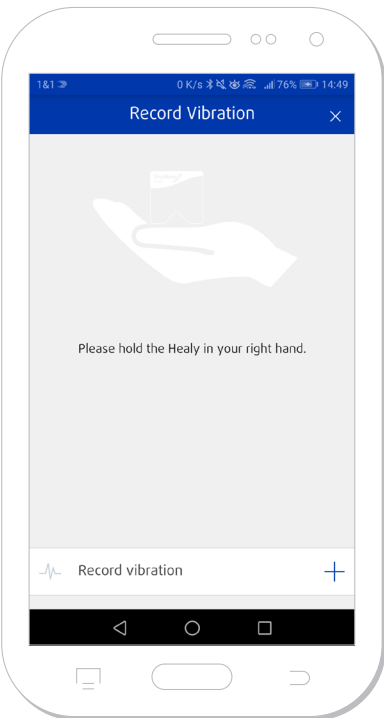 1&1
0 K/s 76% 14:49
Record Vibration
Please hold the Healy in your right hand.
Record vibration